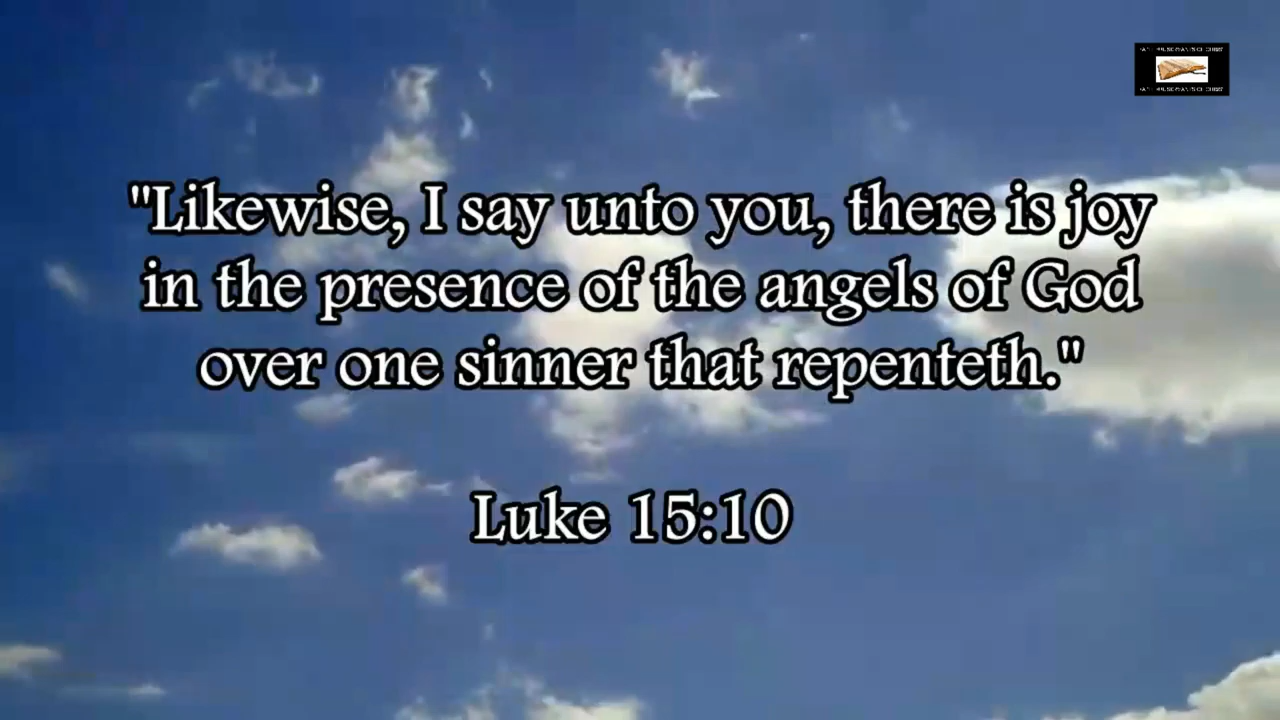 "Likewise, I say unto you, there is joy
in the presence of the angels of God
over one sinner that repenteth."
Luke 15:10